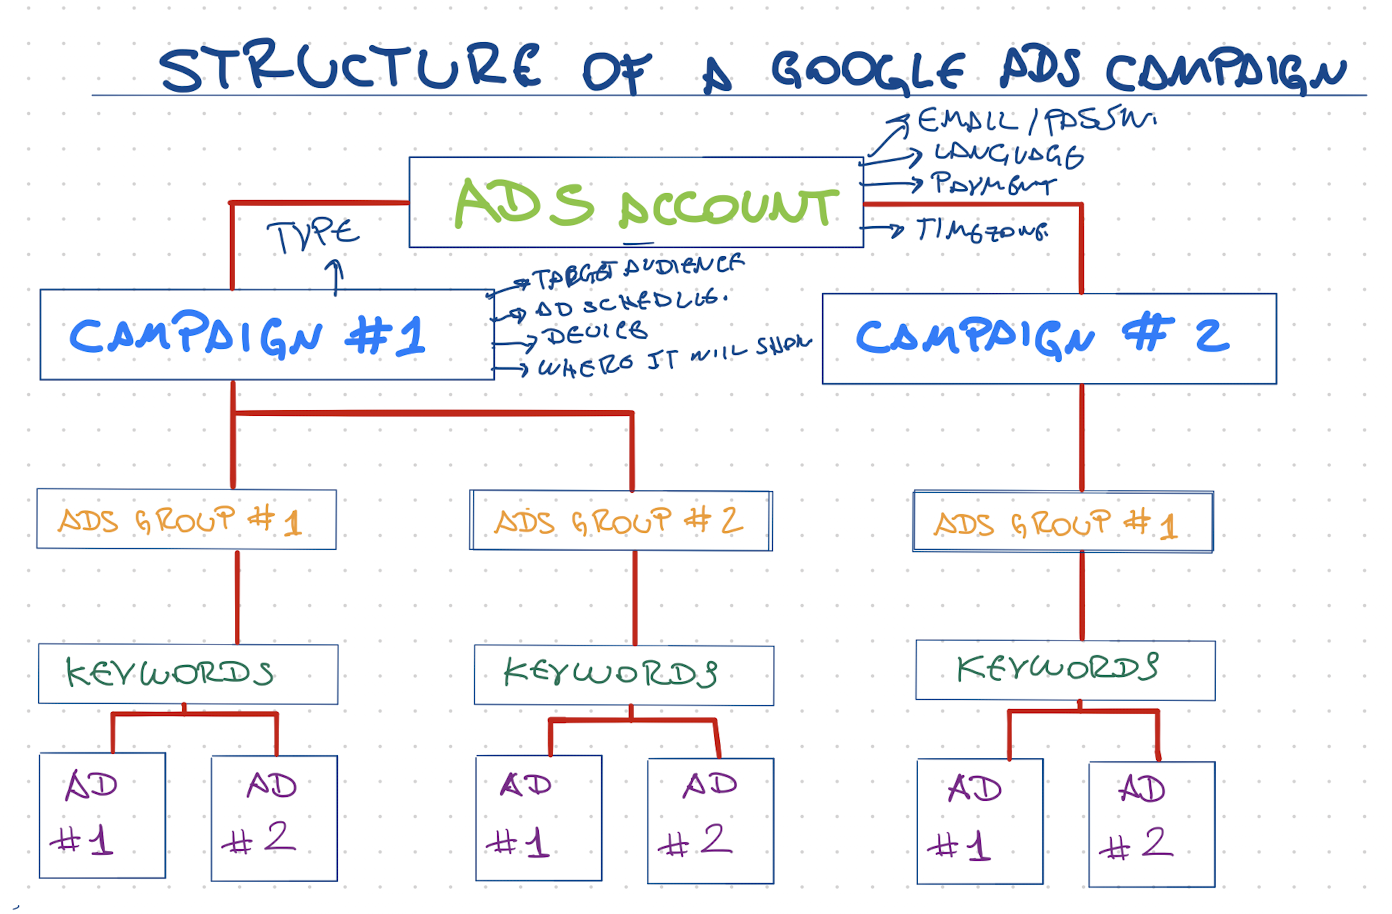 STRUCTURE OF A GOOGLE ADS CAMPAIGN
EMAIL / PASSW.
LANGUAGE
PAYMENT
TIMEZONE.
ADS ACCOUNT
TYPE
TARGET AUDIENCE
AD SCHEDULE.
DEVICE
WHERE IT WILL SHOW
CAMPAIGN #1
CAMPAIGN # 2
ADS GROUP #1
ADS GROUP #2
ADS GROUP #1
KEYWORDS
KEYWORDS
KEYWORDS
AD
#1
AD
#2
AD
#1
AD
#2
AD
#1
AD
#2